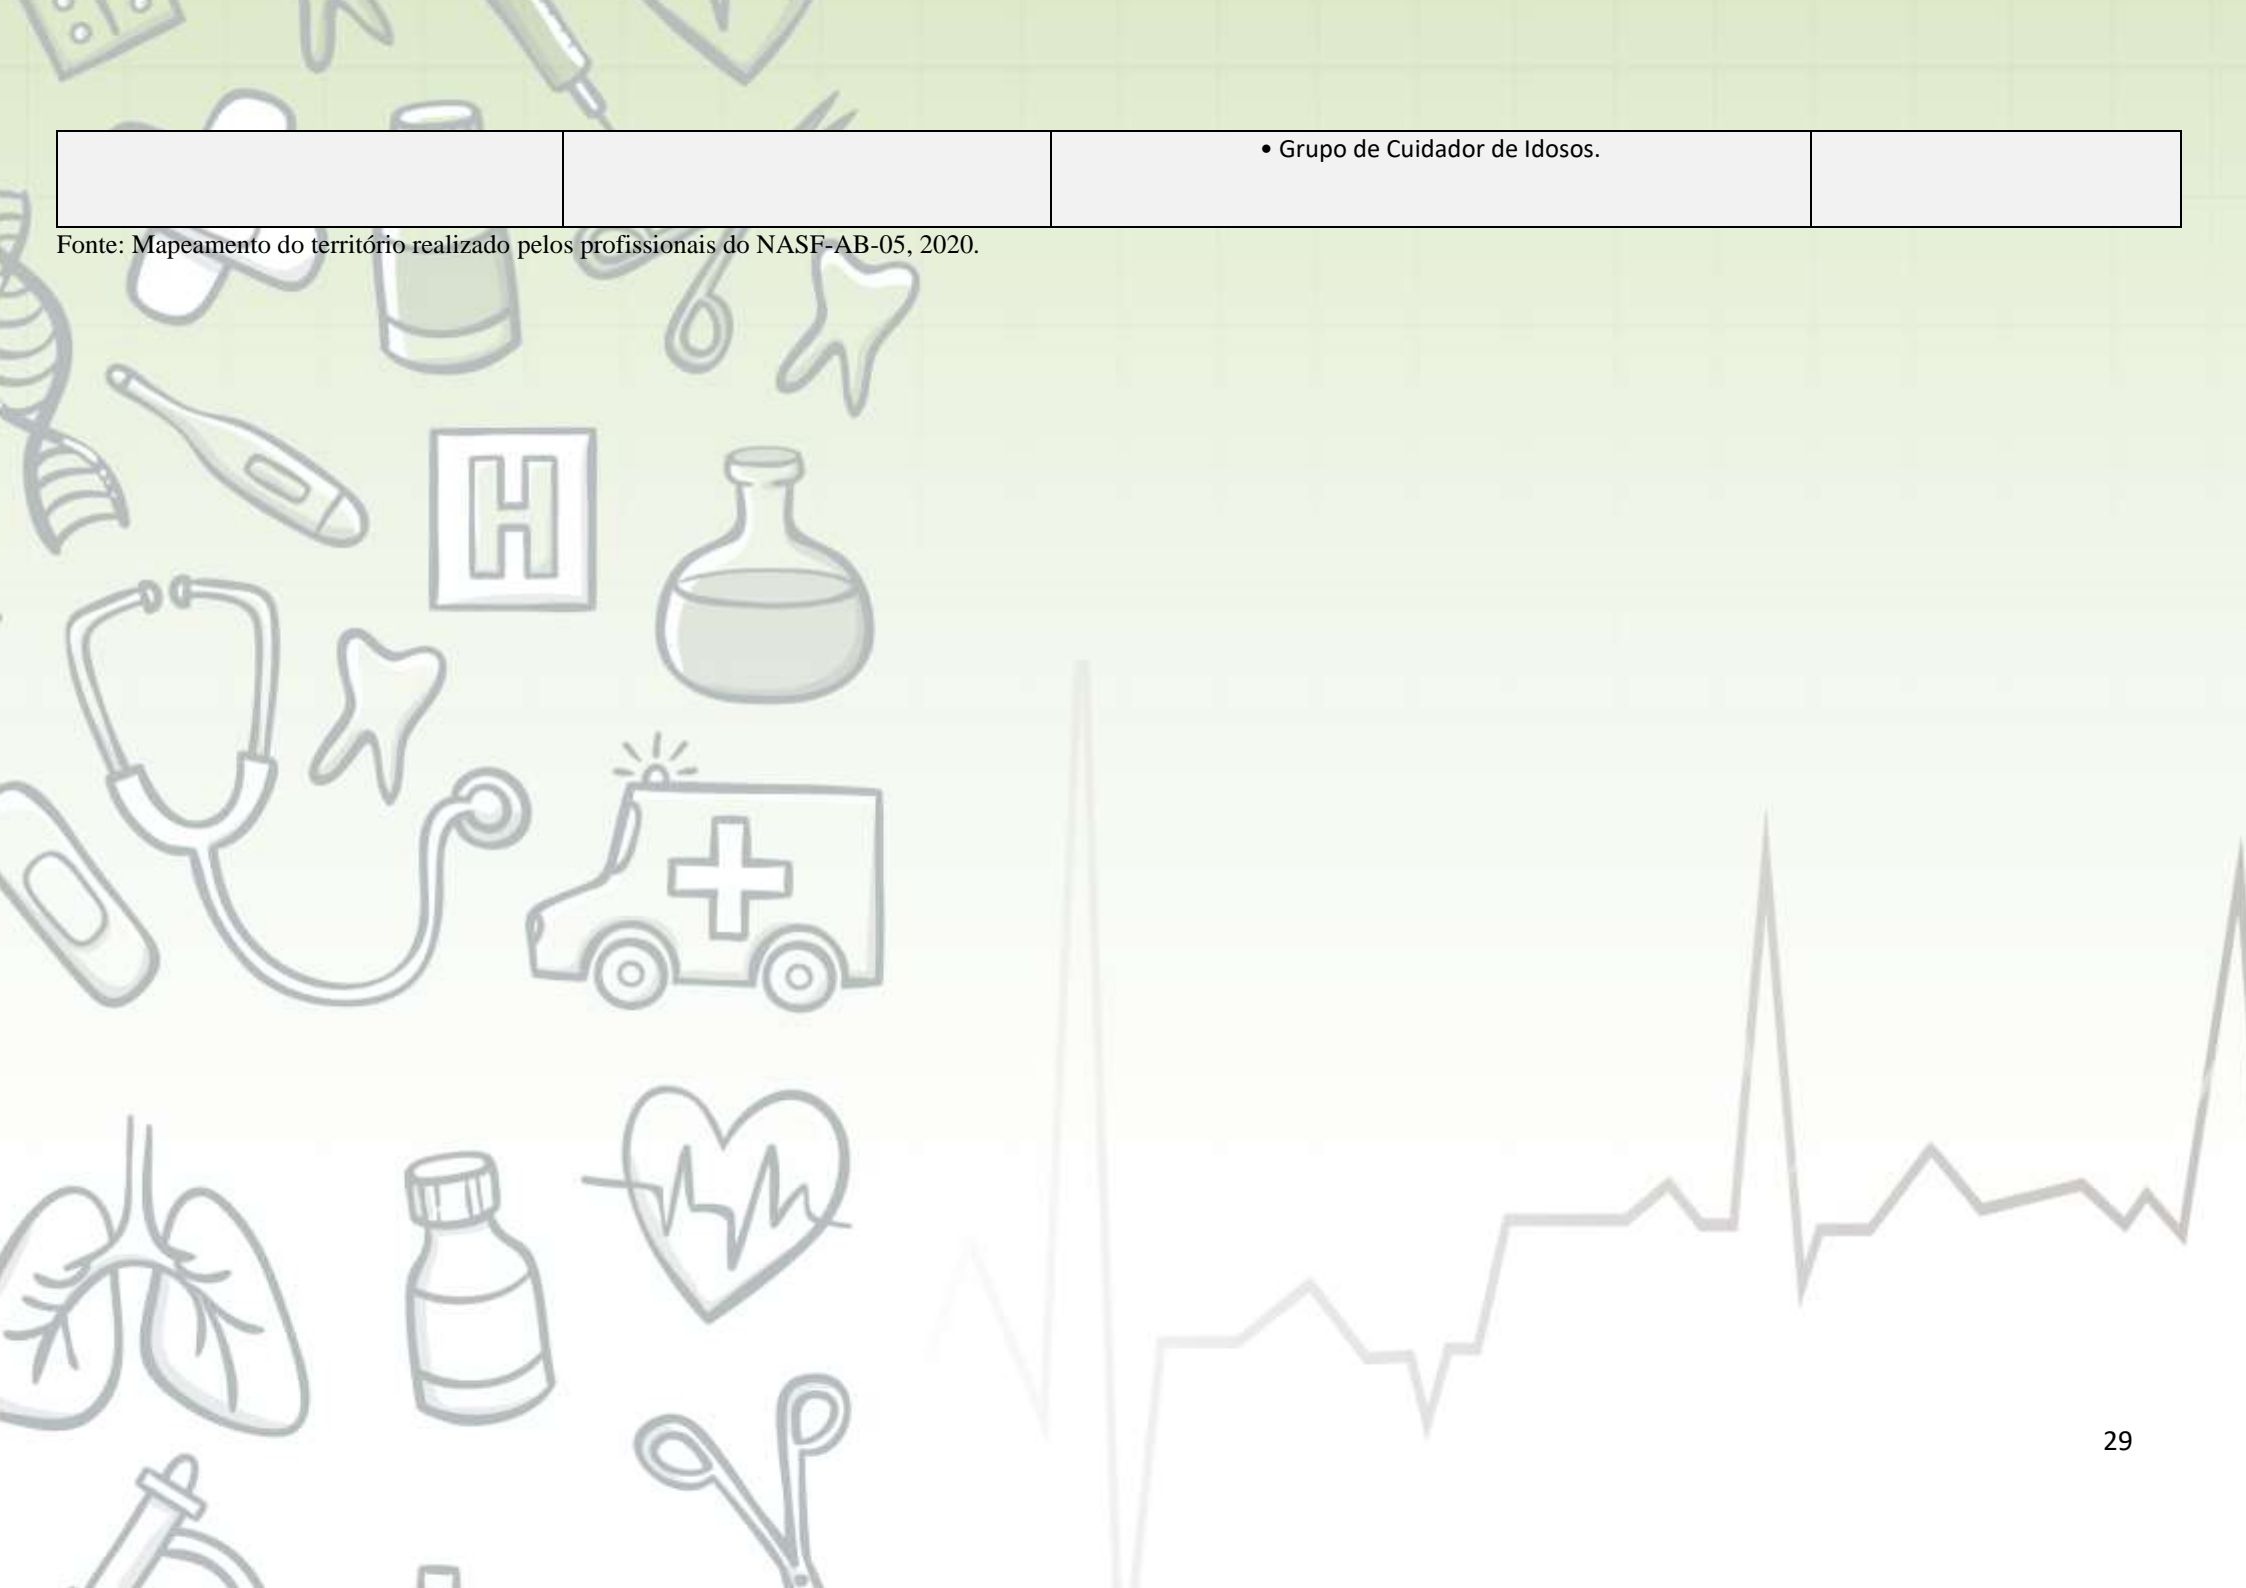 • Grupo de Cuidador de Idosos.
Fonte: Mapeamento do território realizado pelos profissionais do NASF-AB-05, 2020.
H
29